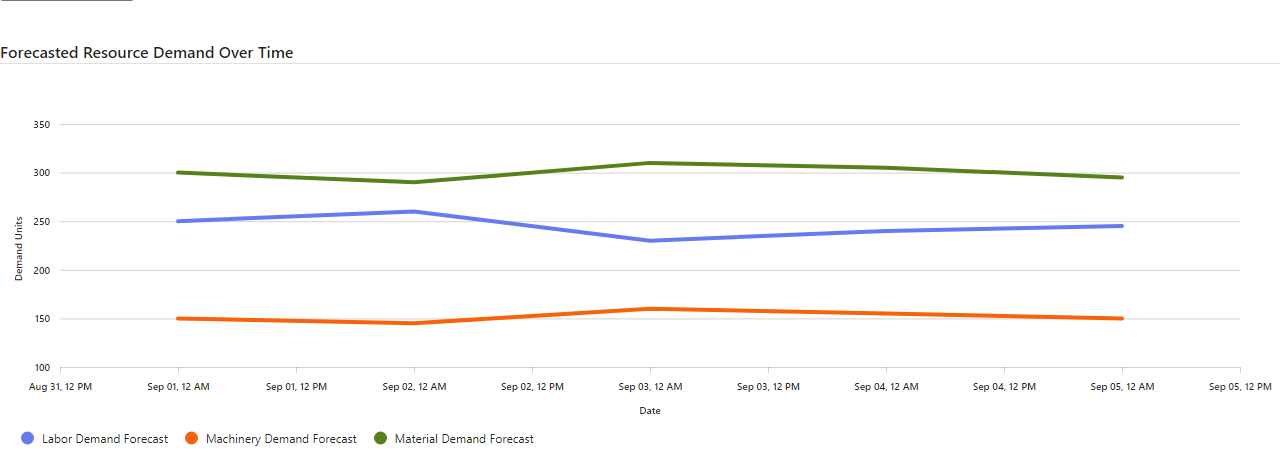 Forecasted Resource Demand Over Time
350
300
250
200
150
100
Demand Units
Aug 31, 12 PM
Sep 01, 12 AM
Sep 01, 12 PM
Sep 02, 12 AM
Sep 02, 12 PM
Sep 03, 12 AM
Sep 03, 12 PM
Sep 04, 12 AM
Sep 04, 12 PM
Sep 05, 12 AM
Sep 05, 12 PM
Date
Labor Demand Forecast
Machinery Demand Forecast
Material Demand Forecast